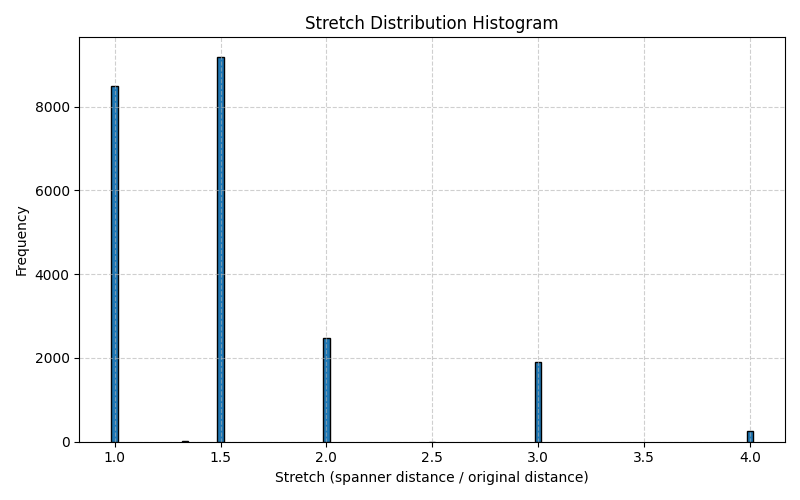 Stretch Distribution Histogram
Frequency
8000
6000
4000
2000
0
1.0 1.5 2.0 2.5 3.0 3.5 4.0
Stretch (spanner distance / original distance)